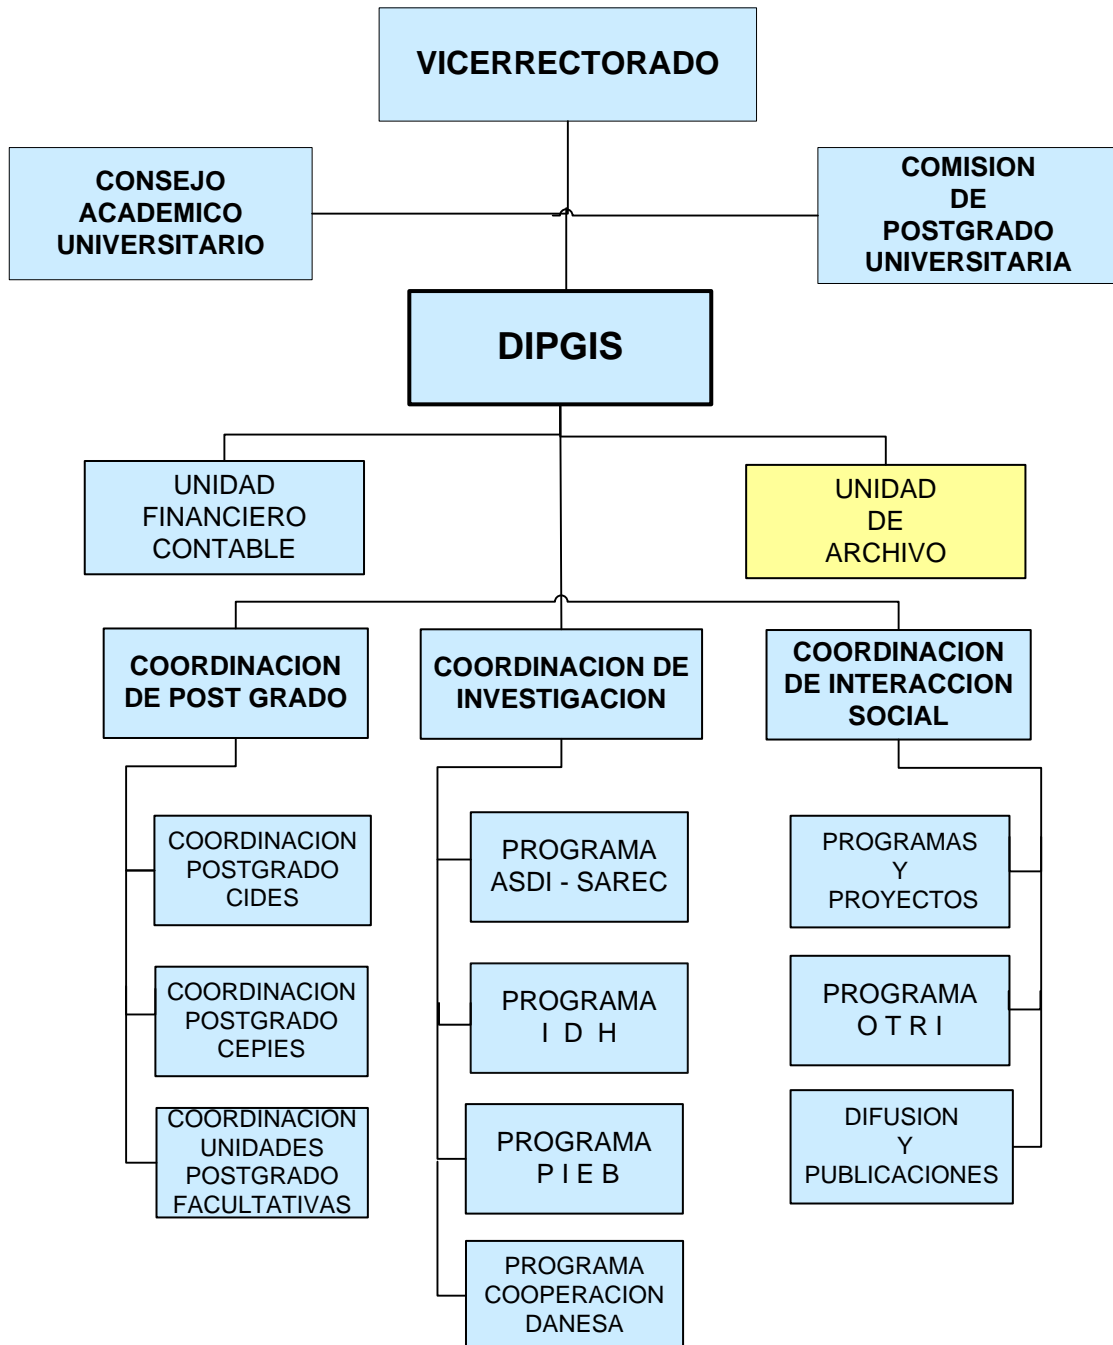 VICERRECTORADO
CONSEJO
ACADEMICO
UNIVERSITARIO
COMISION
DE
POSTGRADO
UNIVERSITARIA
DIPGIS
UNIDAD
FINANCIERO
CONTABLE
UNIDAD
DE
ARCHIVO
COORDINACION
DE POST GRADO
COORDINACION DE
INVESTIGACION
COORDINACION
DE INTERACCION
SOCIAL
COORDINACION
POSTGRADO
CIDES
PROGRAMA
ASDI - SAREC
PROGRAMAS
Y
PROYECTOS
COORDINACION
POSTGRADO
CEPIES
PROGRAMA
I D H
PROGRAMA
O T R I
COORDINACION
UNIDADES
POSTGRADO
FACULTATIVAS
PROGRAMA
P I E B
DIFUSION
Y
PUBLICACIONES
PROGRAMA
COOPERACION
DANESA